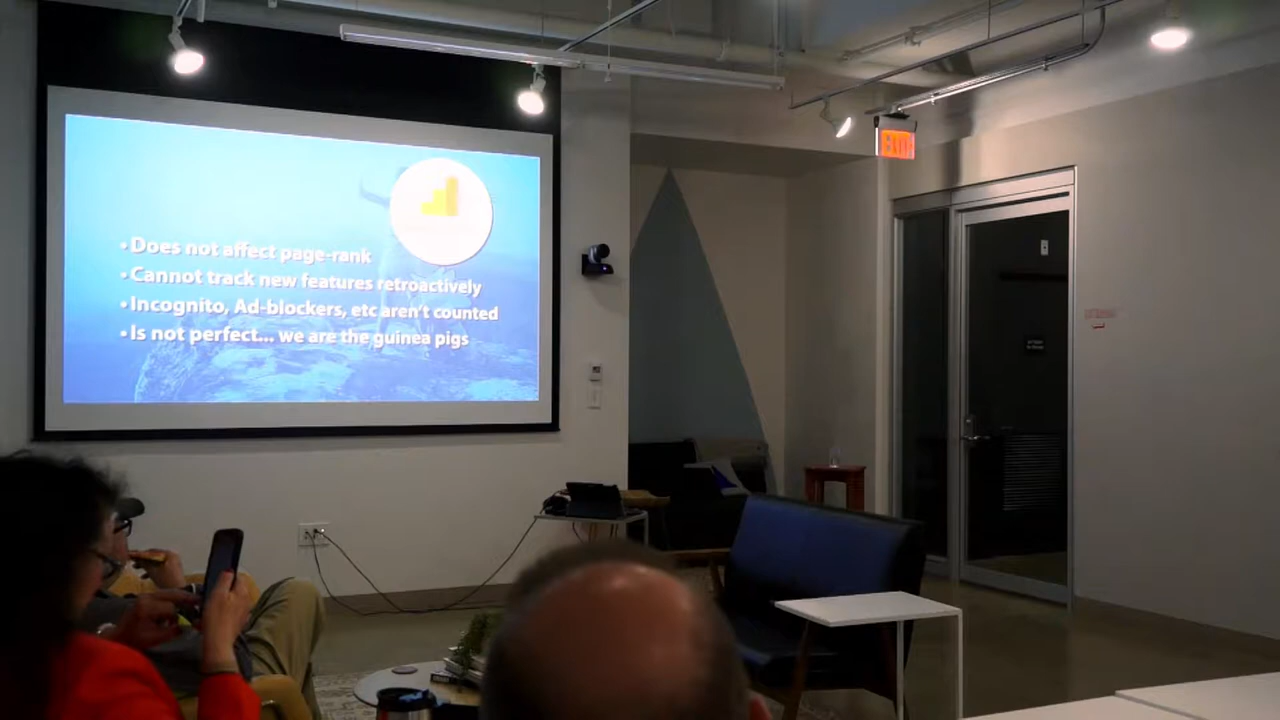 • Does not affect page-rank
• Cannot track new features retroactively
• Incognito, Ad-blockers, etc aren't counted
• Is not perfect... we are the guinea pigs
EXIT